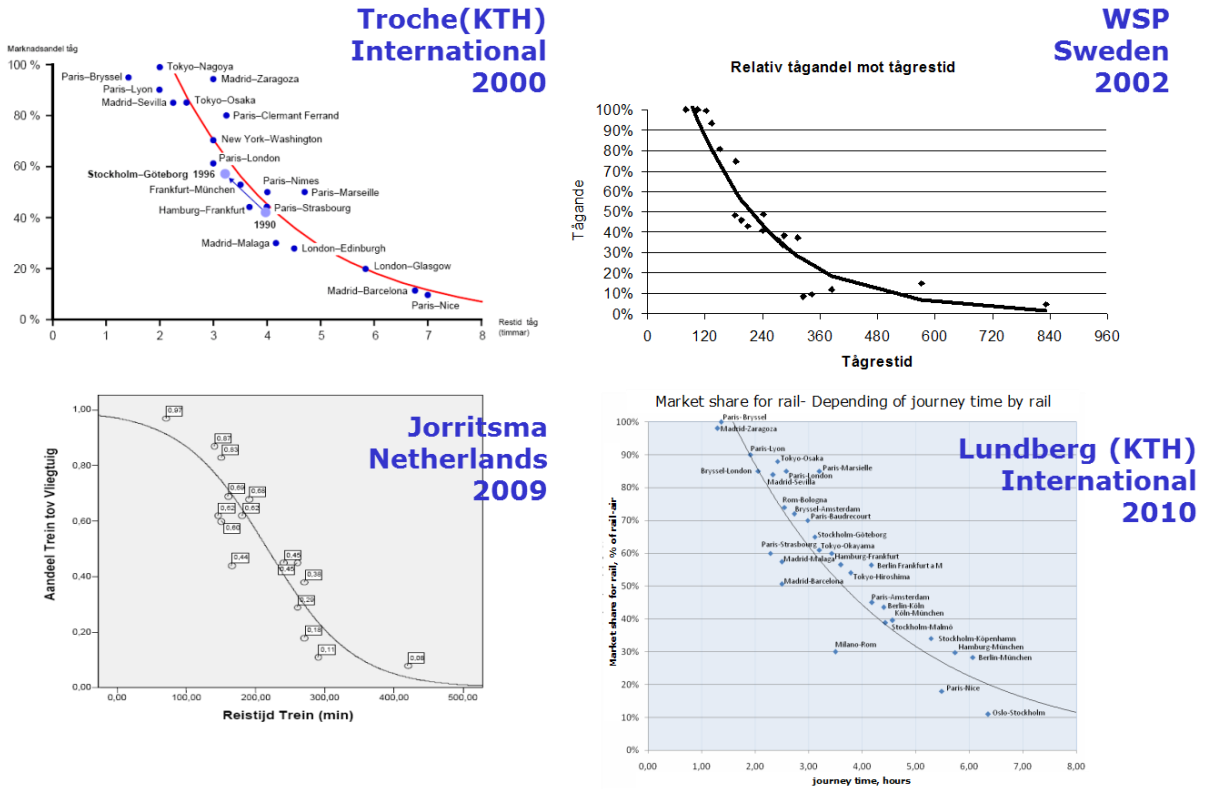 Troche(KTH)
International
2000
Marknadsandel tåg
100 %
80 %
60 %
40 %
20 %
0 %
Tokyo–Nagoya
Paris–Bryssel
Madrid–Zaragoza
Paris–Lyon
Madrid–Sevilla
Tokyo–Osaka
Paris–Clermant Ferrand
New York–Washington
Paris–London
Stockholm–Göteborg 1996
Paris–Nimes
Frankfurt–München
Paris–Marseille
Hamburg–Frankfurt
Paris–Strasbourg
1990
Madrid–Malaga
London–Edinburgh
London–Glasgow
Madrid–Barcelona
Paris–Nice
0 1 2 3 4 5 6 7 8
Restid tåg
(timmar)
WSP
Sweden
2002
Relativ tågandel mot tågrestid
Tågande
100%
90%
80%
70%
60%
50%
40%
30%
20%
10%
0%
0 120 240 360 480 600 720 840 960
Tågrestid
Jorritsma
Netherlands
2009
Aandeel Trein tov Vliegtuig
1,00
0,80
0,60
0,40
0,20
0,00
0,97
0,87
0,83
0,69
0,68
0,62
0,62
0,60
0,44
0,45
0,45
0,38
0,29
0,18
0,11
0,08
0,00 100,00 200,00 300,00 400,00 500,00
Reistijd Trein (min)
Market share for rail- Depending of journey time by rail
Lundberg (KTH)
International
2010
Market share for rail, % of rail-air
100%
90%
80%
70%
60%
50%
40%
30%
20%
10%
0%
Paris-Bryssel
Madrid-Zaragoza
Paris-Lyon
Tokyo-Osaka
Bryssel-London
Paris-London
Paris-Marsielle
Madrid-Sevilla
Rom-Bologna
Bryssel-Amsterdam
Paris-Baudrecourt
Stockholm-Göteborg
Paris-Strasbourg
Tokyo-Okayama
Madrid-Malaga
Hamburg-Frankfurt
Berlin Frankfurt a M
Tokyo-Hiroshima
Madrid-Barcelona
Paris-Amsterdam
Berlin-Köln
Köln-München
Stockholm-Malmö
Milano-Rom
Stockholm-Köpenhamn
Hamburg-München
Berlin-München
Paris-Nice
Oslo-Stockholm
0,00 1,00 2,00 3,00 4,00 5,00 6,00 7,00 8,00
journey time, hours